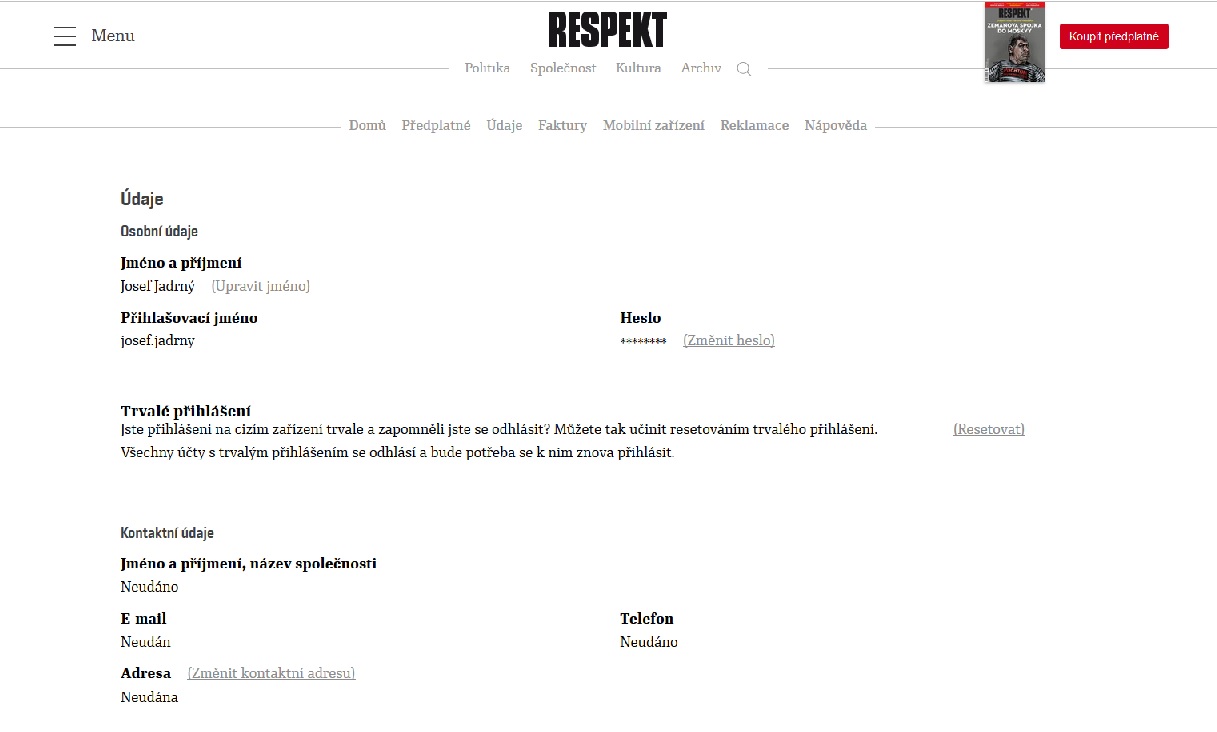 Menu
RESPEKT
Koupit předplatné
RESPEKT
ZEMANOVA SPOJKA
DO MOSKVY
Politika Společnost Kultura Archiv
Domů Předplatné Údaje Faktury Mobilní zařízení Reklamace Nápověda
Údaje
Osobní údaje
Jméno a příjmení
Josef Jadrný (Upravit jméno)
Přihlašovací jméno Heslo
josef.jadrny ******** (Změnit heslo)
Trvalé přihlášení
Jste přihlášeni na cizím zařízení trvale a zapomněli jste se odhlásit? Můžete tak učinit resetováním trvalého přihlášení. (Resetovat)
Všechny účty s trvalým přihlášením se odhlásí a bude potřeba se k nim znova přihlásit.
Kontaktní údaje
Jméno a příjmení, název společnosti
Neudáno
E mail Telefon
Neudán Neudáno
Adresa (Změnit kontaktní adresu)
Neudána